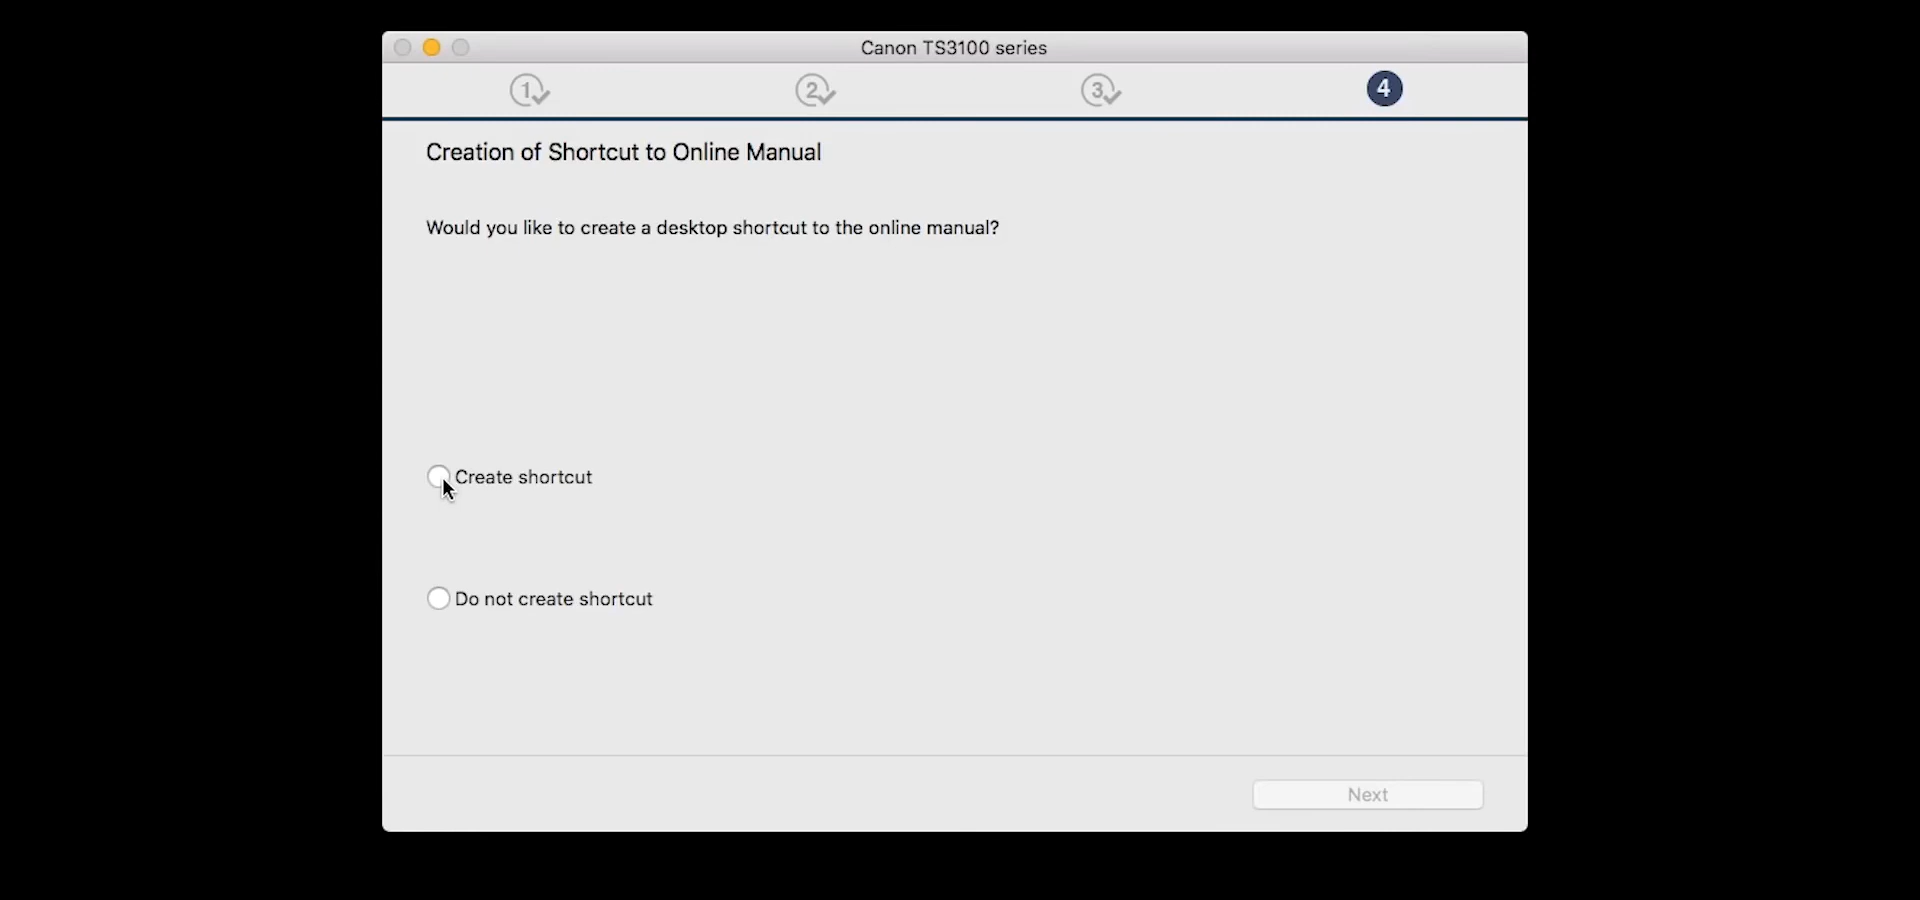 Canon TS3100 series
1
2
3
4
Creation of Shortcut to Online Manual
Would you like to create a desktop shortcut to the online manual?
Create shortcut
Do not create shortcut
Next